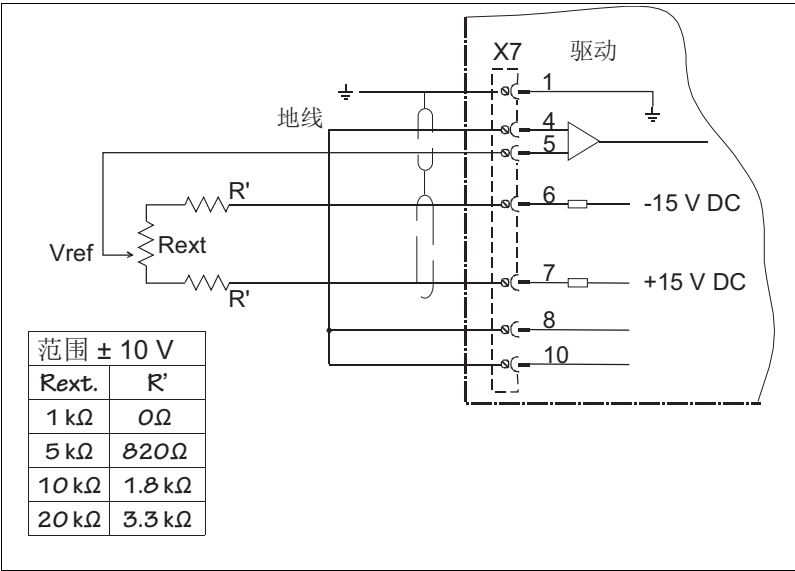 X7
驱动
1
地线
4
5
R'
6
-15 V DC
Vref
Rext
R'
7
+15 V DC
8
10
范围 ± 10 V
Rext. R'
1 kΩ 0Ω
5 kΩ 820Ω
10 kΩ 1.8 kΩ
20 kΩ 3.3 kΩ